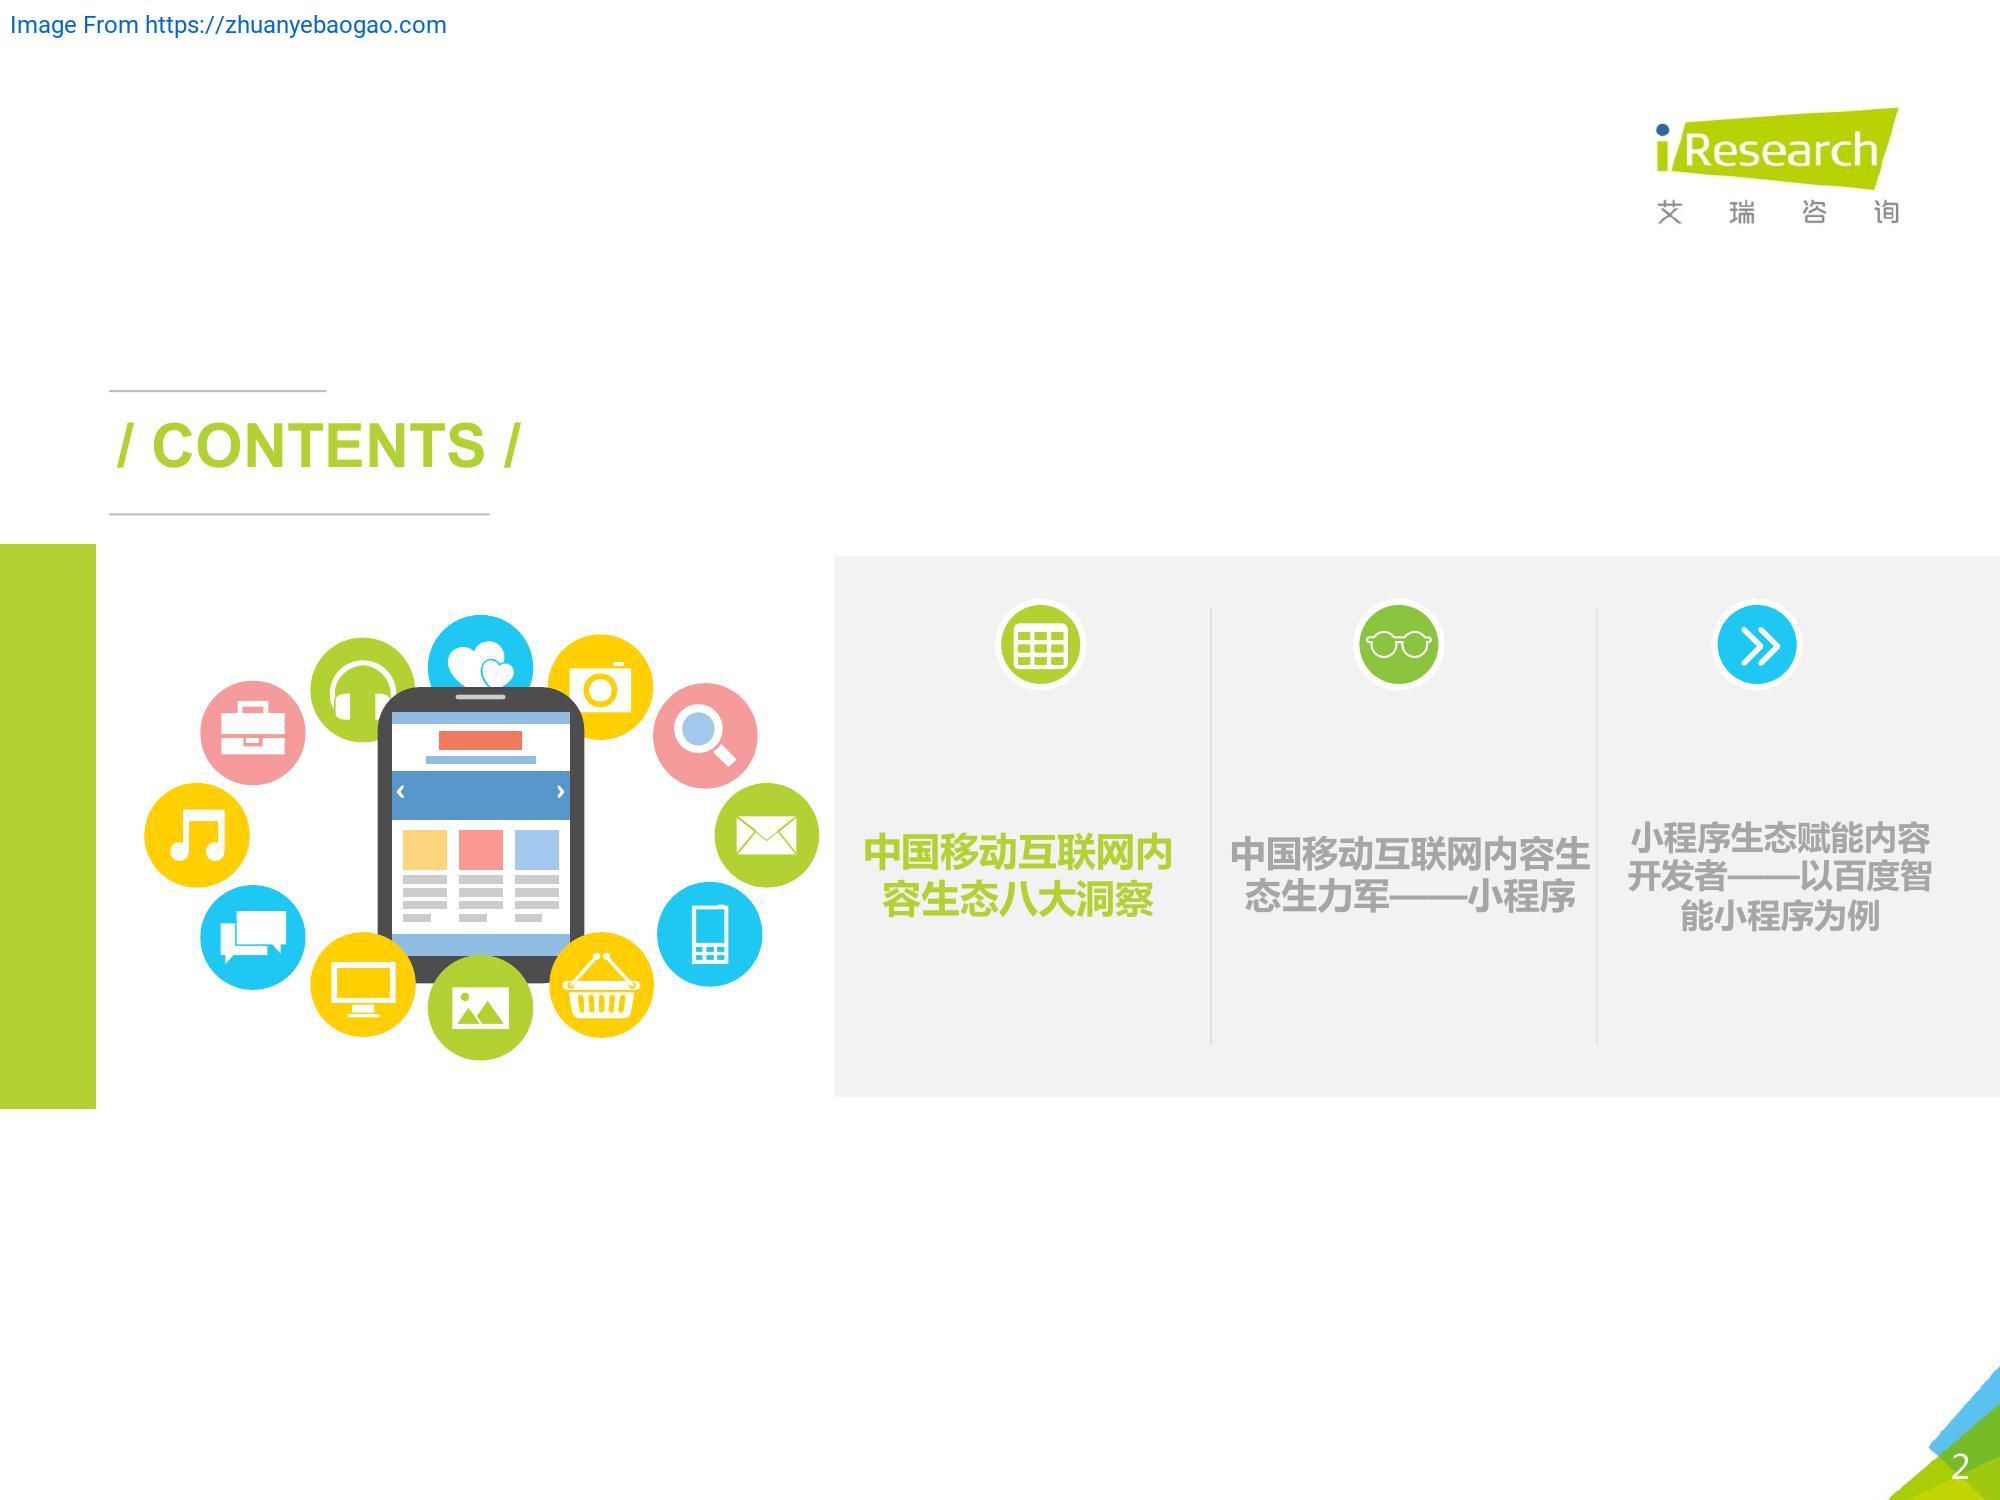 Image From https://zhuanyebaogao.com
iResearch
艾瑞咨询
/ CONTENTS /
中国移动互联网内
容生态八大洞察
中国移动互联网内容生
态生力军——小程序
小程序生态赋能内容
开发者——以百度智
能小程序为例
2